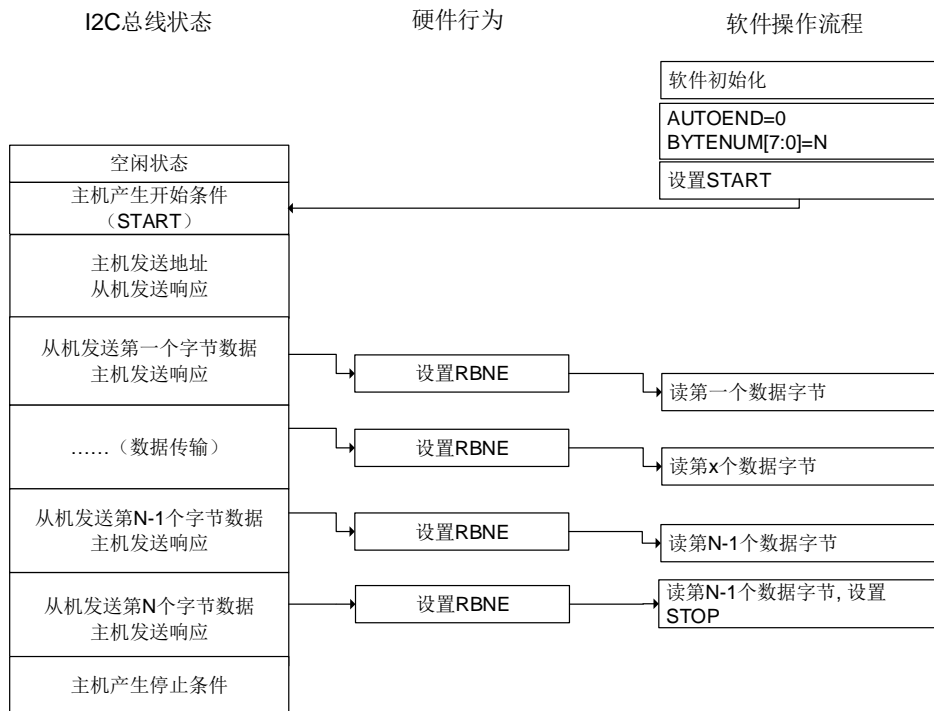 I2C总线状态
硬件行为
软件操作流程
软件初始化
AUTOEND=0
BYTENUM[7:0]=N
设置START
空闲状态
主机产生开始条件
（START）
主机发送地址
从机发送响应
从机发送第一个字节数据
主机发送响应
设置RBNE
读第一个数据字节
……（数据传输）
设置RBNE
读第x个数据字节
从机发送第N-1个字节数据
主机发送响应
设置RBNE
读第N-1个数据字节
从机发送第N个字节数据
主机发送响应
设置RBNE
读第N-1个数据字节, 设置
STOP
主机产生停止条件